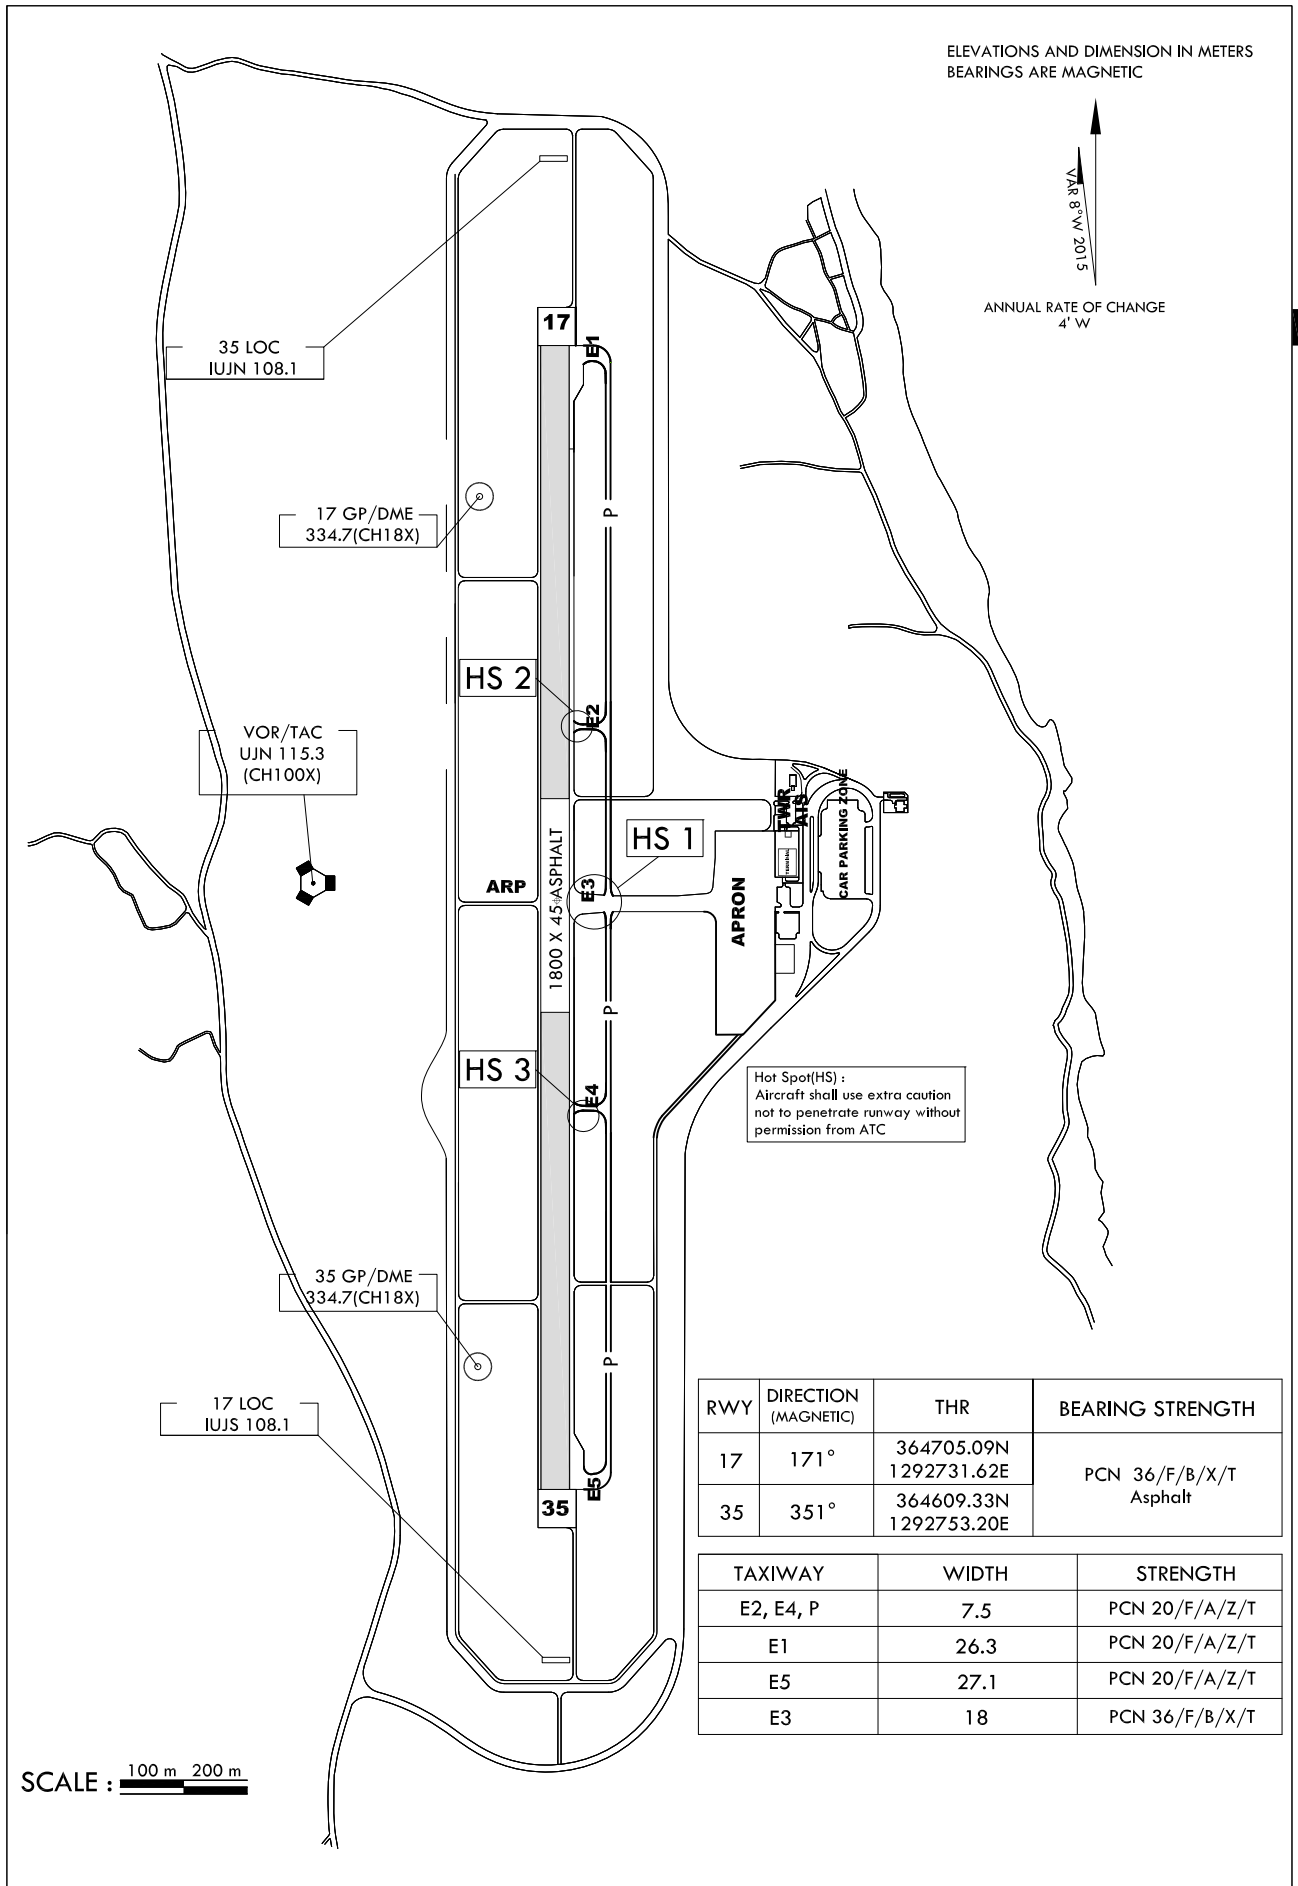 ELEVATIONS AND DIMENSION IN METERS
BEARINGS ARE MAGNETIC
VAR 8°W 2015
ANNUAL RATE OF CHANGE
4' W
17
E1
35 LOC
IUJN 108.1
P
17 GP/DME
334.7(CH18X)
HS 2
E2
VOR/TAC
UJN 115.3
(CH100X)
TWR
AIS
CAR PARKING ZONE
HS 1
1800 X 45 ASPHALT
ARP
E3
APRON
P
HS 3
E4
Hot Spot(HS) :
Aircraft shall use extra caution
not to penetrate runway without
permission from ATC
35 GP/DME
334.7(CH18X)
P
17 LOC
IUJS 108.1
E5
35
RWY DIRECTION (MAGNETIC) THR BEARING STRENGTH
17 171° 364705.09N 1292731.62E PCN 36/F/B/X/T Asphalt
35 351° 364609.33N 1292753.20E
TAXIWAY WIDTH STRENGTH
E2, E4, P 7.5 PCN 20/F/A/Z/T
E1 26.3 PCN 20/F/A/Z/T
E5 27.1 PCN 20/F/A/Z/T
E3 18 PCN 36/F/B/X/T
SCALE : 100 m 200 m